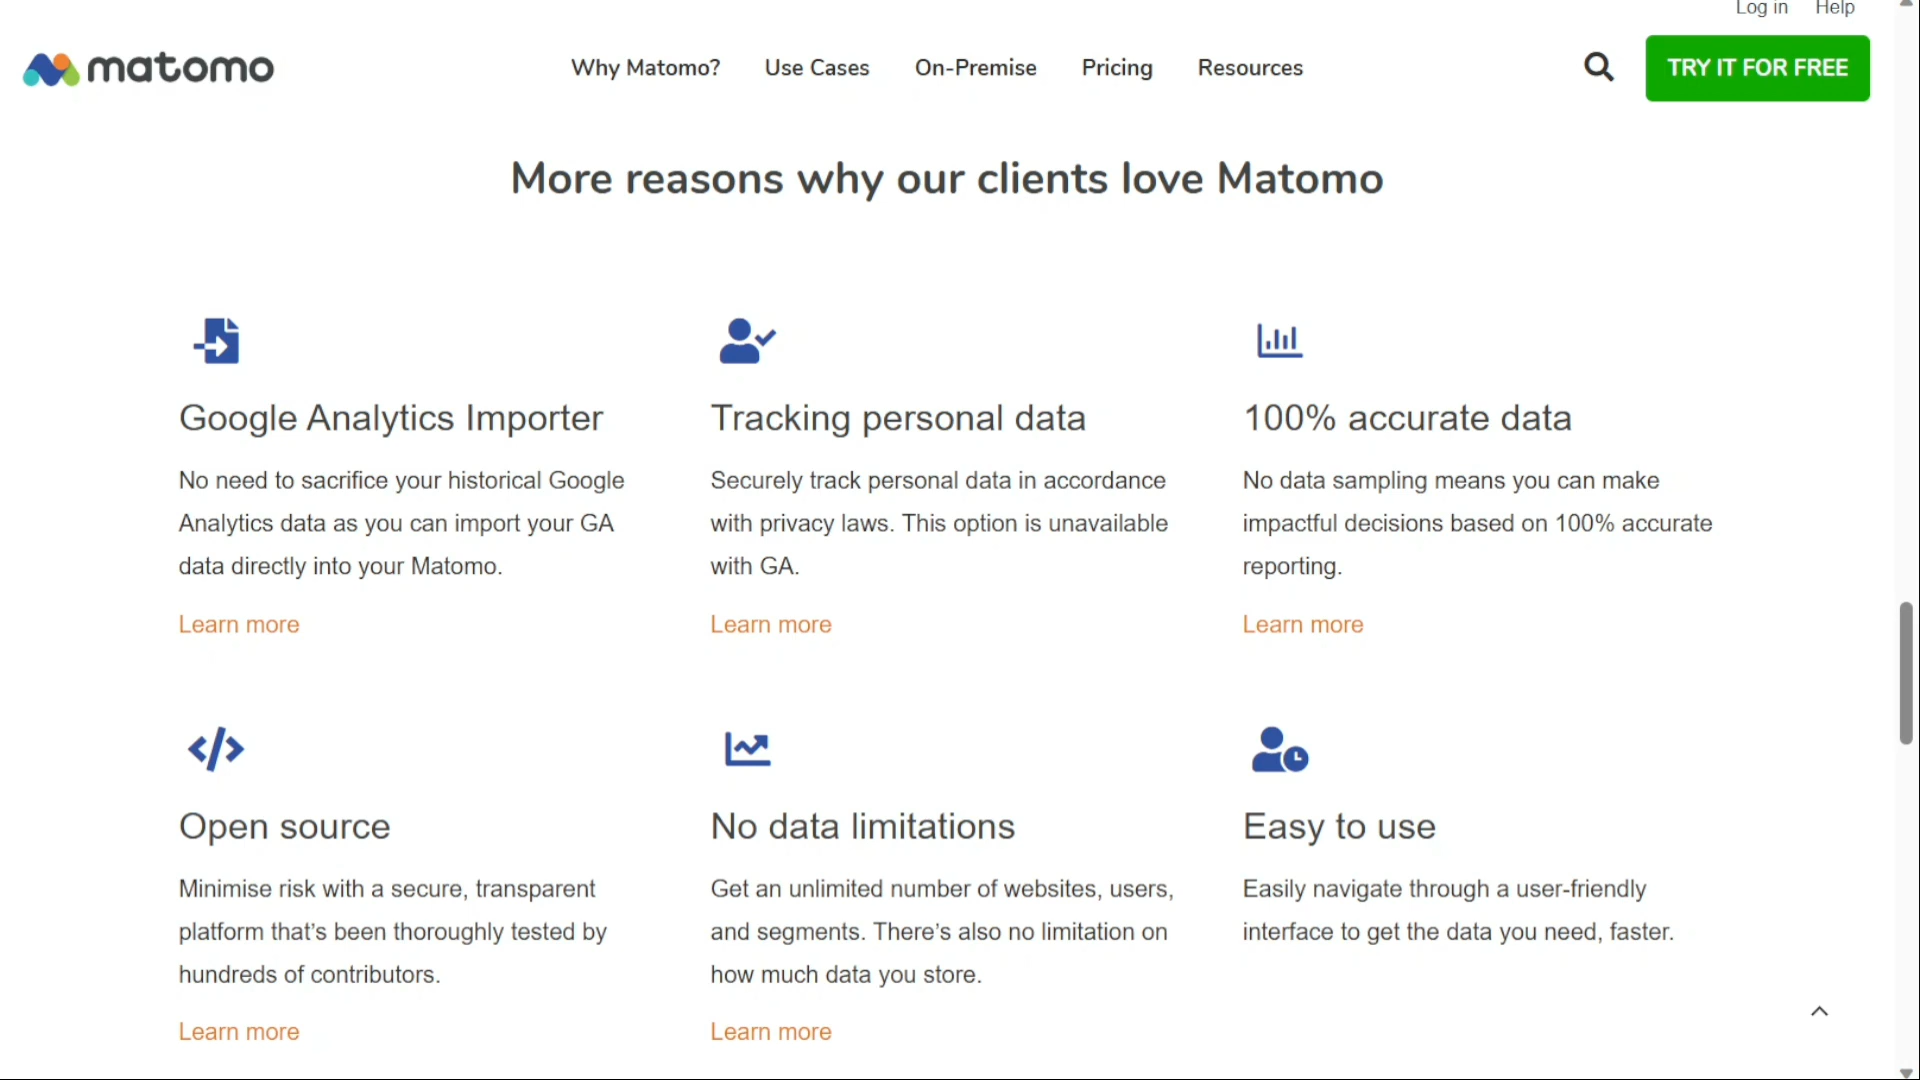 Log in Help
matomo Why Matomo? Use Cases On-Premise Pricing Resources TRY IT FOR FREE
More reasons why our clients love Matomo
Google Analytics Importer
No need to sacrifice your historical Google
Analytics data as you can import your GA
data directly into your Matomo.
Learn more
Tracking personal data
Securely track personal data in accordance
with privacy laws. This option is unavailable
with GA.
Learn more
100% accurate data
No data sampling means you can make
impactful decisions based on 100% accurate
reporting.
Learn more
Open source
Minimise risk with a secure, transparent
platform that’s been thoroughly tested by
hundreds of contributors.
Learn more
No data limitations
Get an unlimited number of websites, users,
and segments. There’s also no limitation on
how much data you store.
Learn more
Easy to use
Easily navigate through a user-friendly
interface to get the data you need, faster.